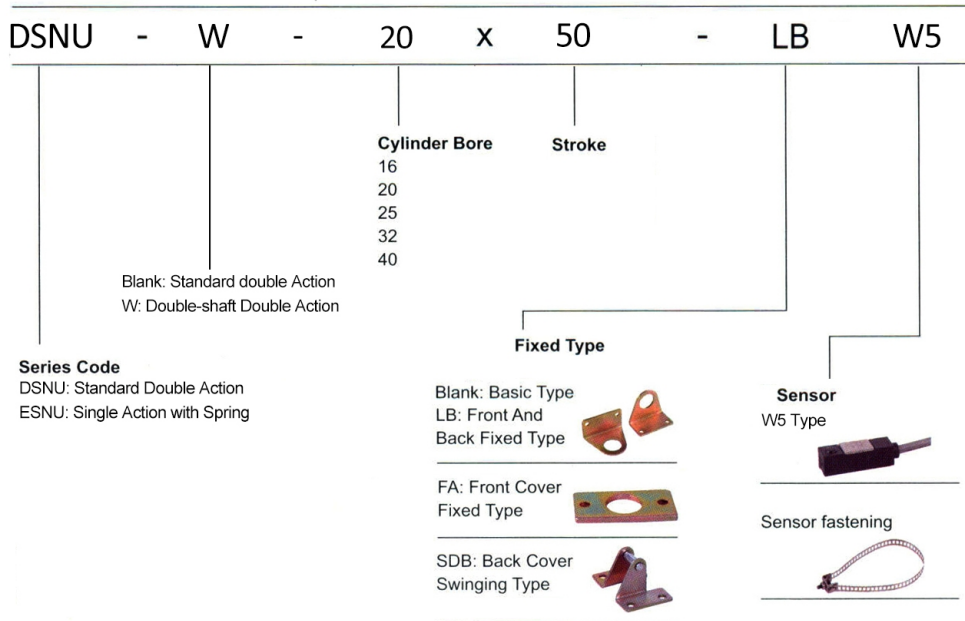 DSNU - W - 20 x 50 - LB W5
Cylinder Bore
16
20
25
32
40
Stroke
Blank: Standard double Action
W: Double-shaft Double Action
Series Code
DSNU: Standard Double Action
ESNU: Single Action with Spring
Fixed Type
Blank: Basic Type
LB: Front And
Back Fixed Type
FA: Front Cover
Fixed Type
SDB: Back Cover
Swinging Type
Sensor
W5 Type
Sensor fastening